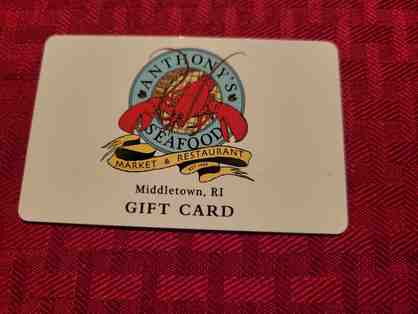 ANTHONY'S
SEAFOOD
MARKET & RESTAURANT
Middletown, RI
GIFT CARD